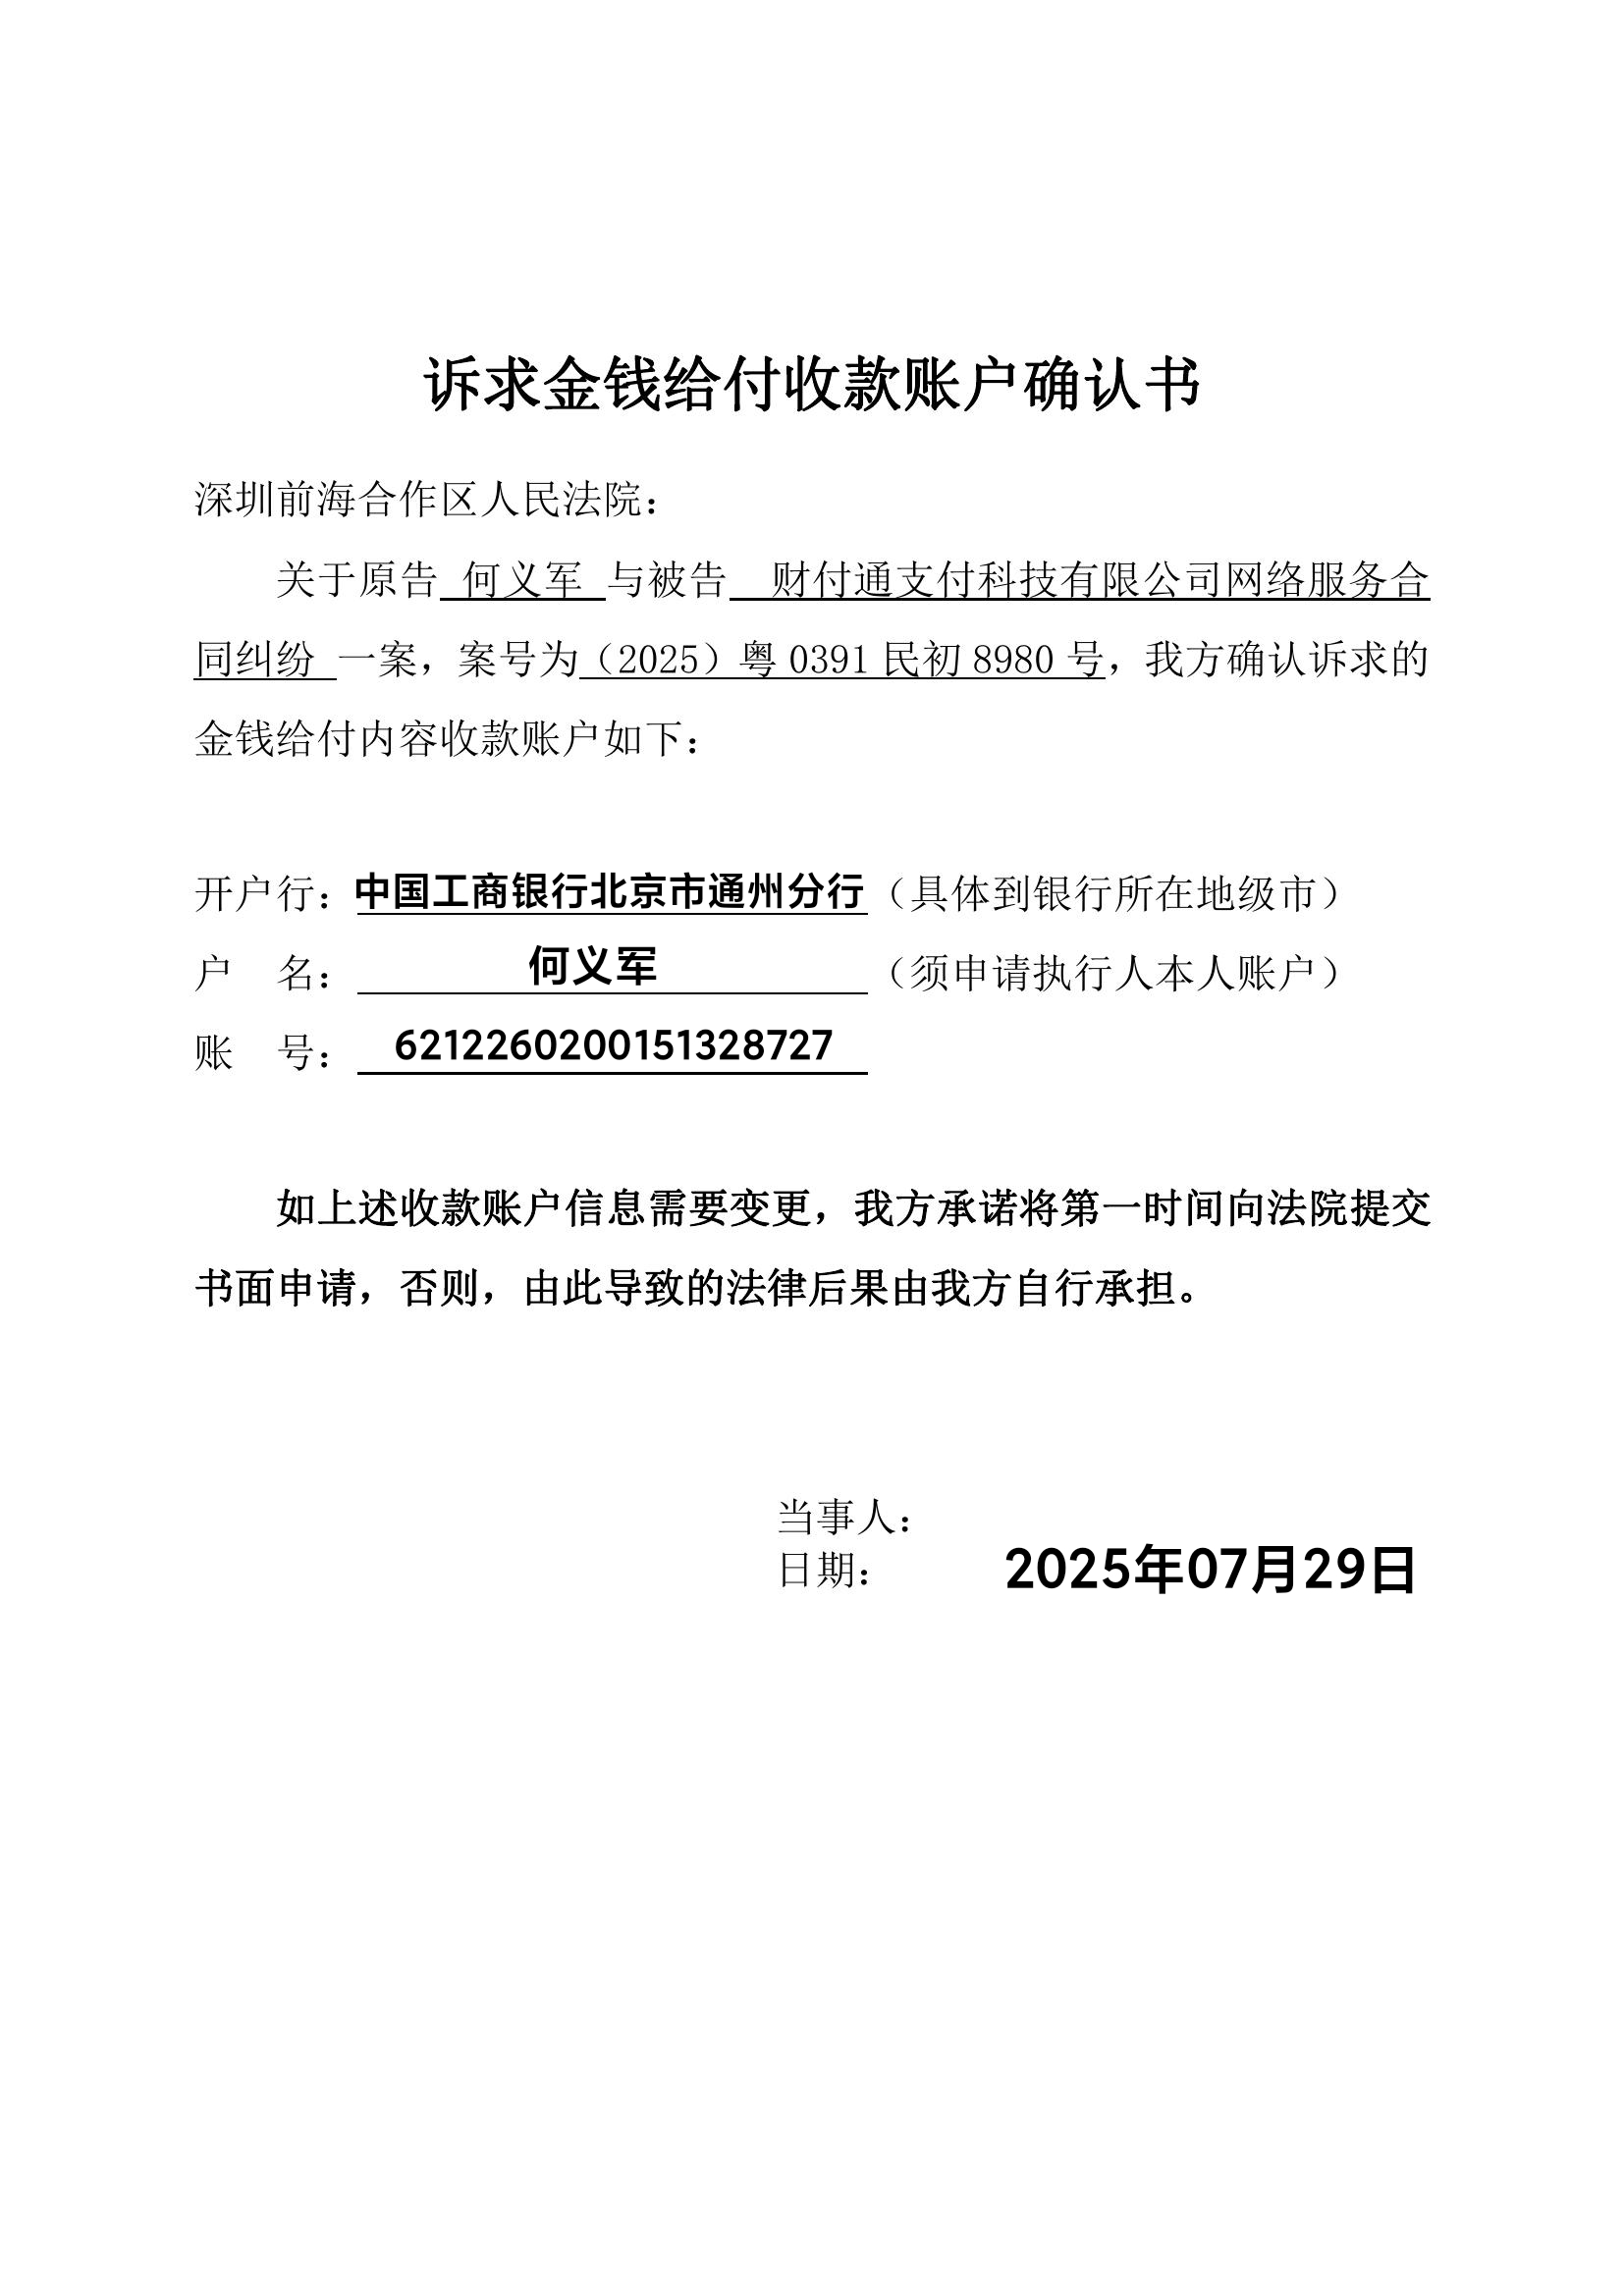 诉求金钱给付收款账户确认书
深圳前海合作区人民法院：
关于原告 何义军 与被告 财付通支付科技有限公司网络服务合
同纠纷 一案，案号为（2025）粤 0391 民初 8980 号，我方确认诉求的
金钱给付内容收款账户如下：
开户行：中国工商银行北京市通州分行（具体到银行所在地级市）
户 名： 何义军 （须申请执行人本人账户）
账 号： 6212260200151328727
如上述收款账户信息需要变更，我方承诺将第一时间向法院提交
书面申请，否则，由此导致的法律后果由我方自行承担。
当事人：
日期： 2025年07月29日